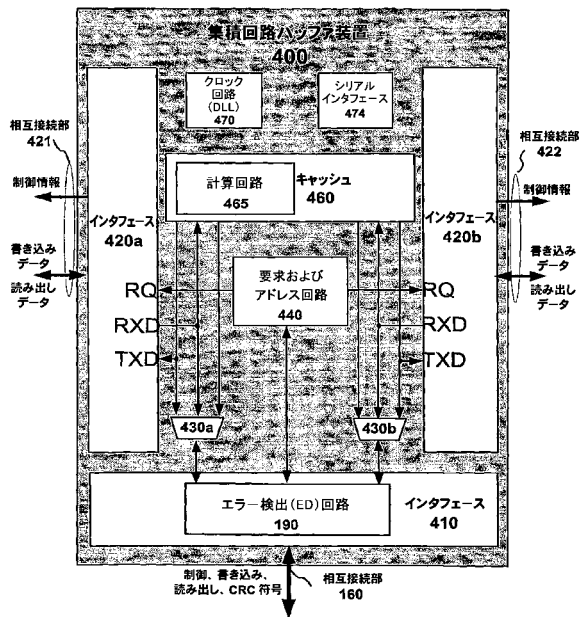 集積回路バッファ装置
400
クロック
回路
(DLL)
470
シリアル
インタフェース
474
相互接続部
421
相互接続部
422
制御情報
制御情報
計算回路
465
キャッシュ
460
インタフェース
420a
インタフェース
420b
書き込み
データ
読み出し
データ
書き込み
データ
読み出し
データ
要求および
アドレス回路
440
RQ
RXD
TXD
RQ
RXD
TXD
430a
430b
エラー検出(ED)回路
190
インタフェース
410
制御、書き込み、
読み出し、CRC 符号
相互接続部
160